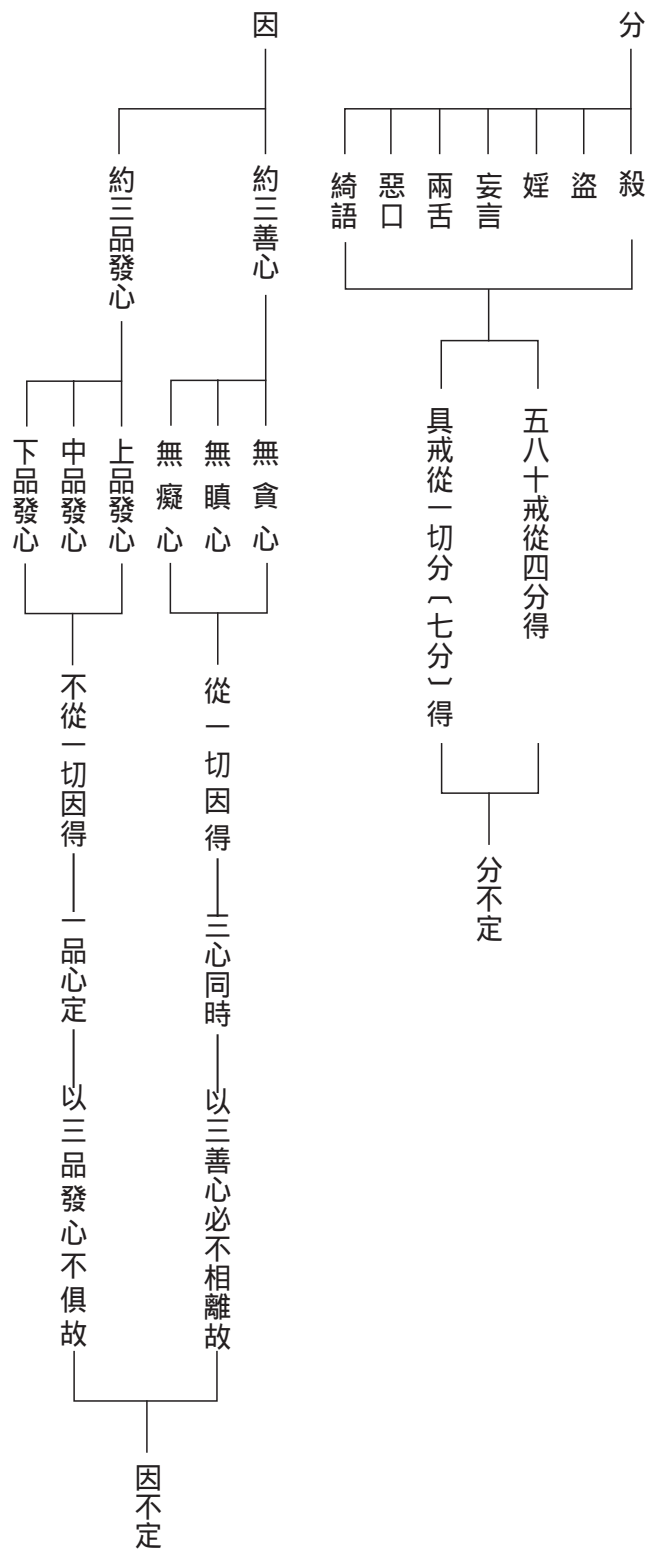 分
殺
盜
婬
妄言
兩舌
惡口
綺語
五八十戒從四分得
具戒從一切分〔七分〕得
分不定
因
約三善心
無貪心
無瞋心
無癡心
從一切因得
三心同時
以三善心必不相離故
約三品發心
上品發心
中品發心
下品發心
不從一切因得
一品心定
以三品發心不俱故
因不定